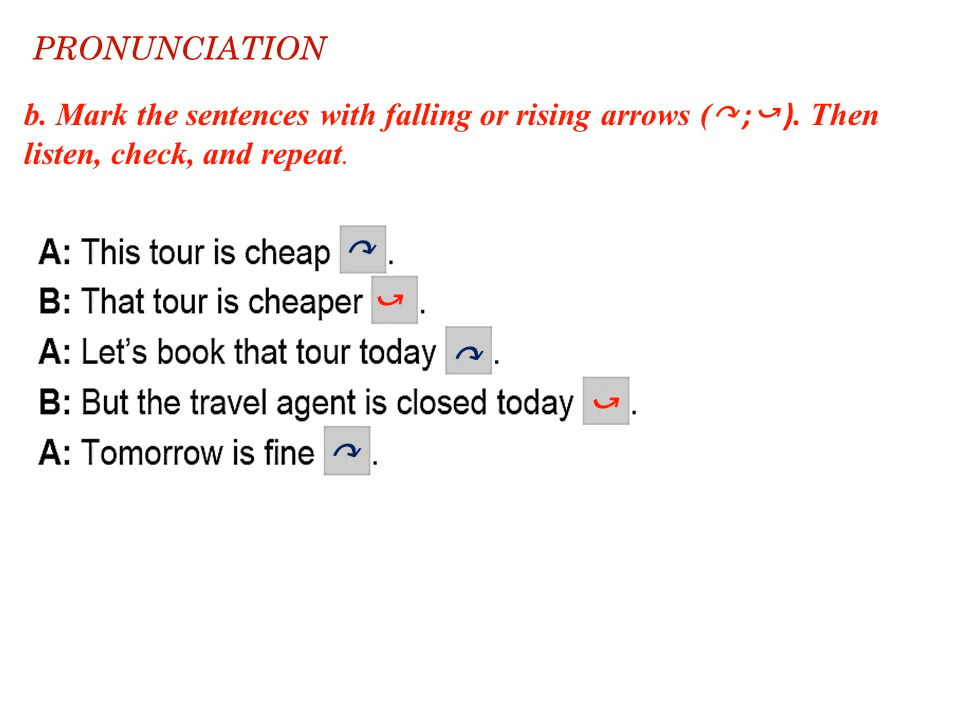 PRONUNCIATION
b. Mark the sentences with falling or rising arrows (⤵;⤻). Then
listen, check, and repeat.
A: This tour is cheap ⤵.
B: That tour is cheaper ⤻.
A: Let’s book that tour today ⤵.
B: But the travel agent is closed today ⤻.
A: Tomorrow is fine ⤵.